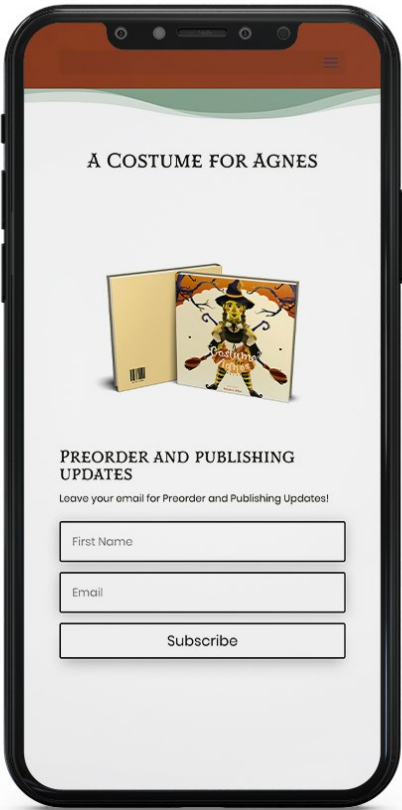 A Costume for Agnes
A
Costume
for
Agnes
Preorder and publishing
updates
Leave your email for Preorder and Publishing Updates!
First Name
Email
Subscribe